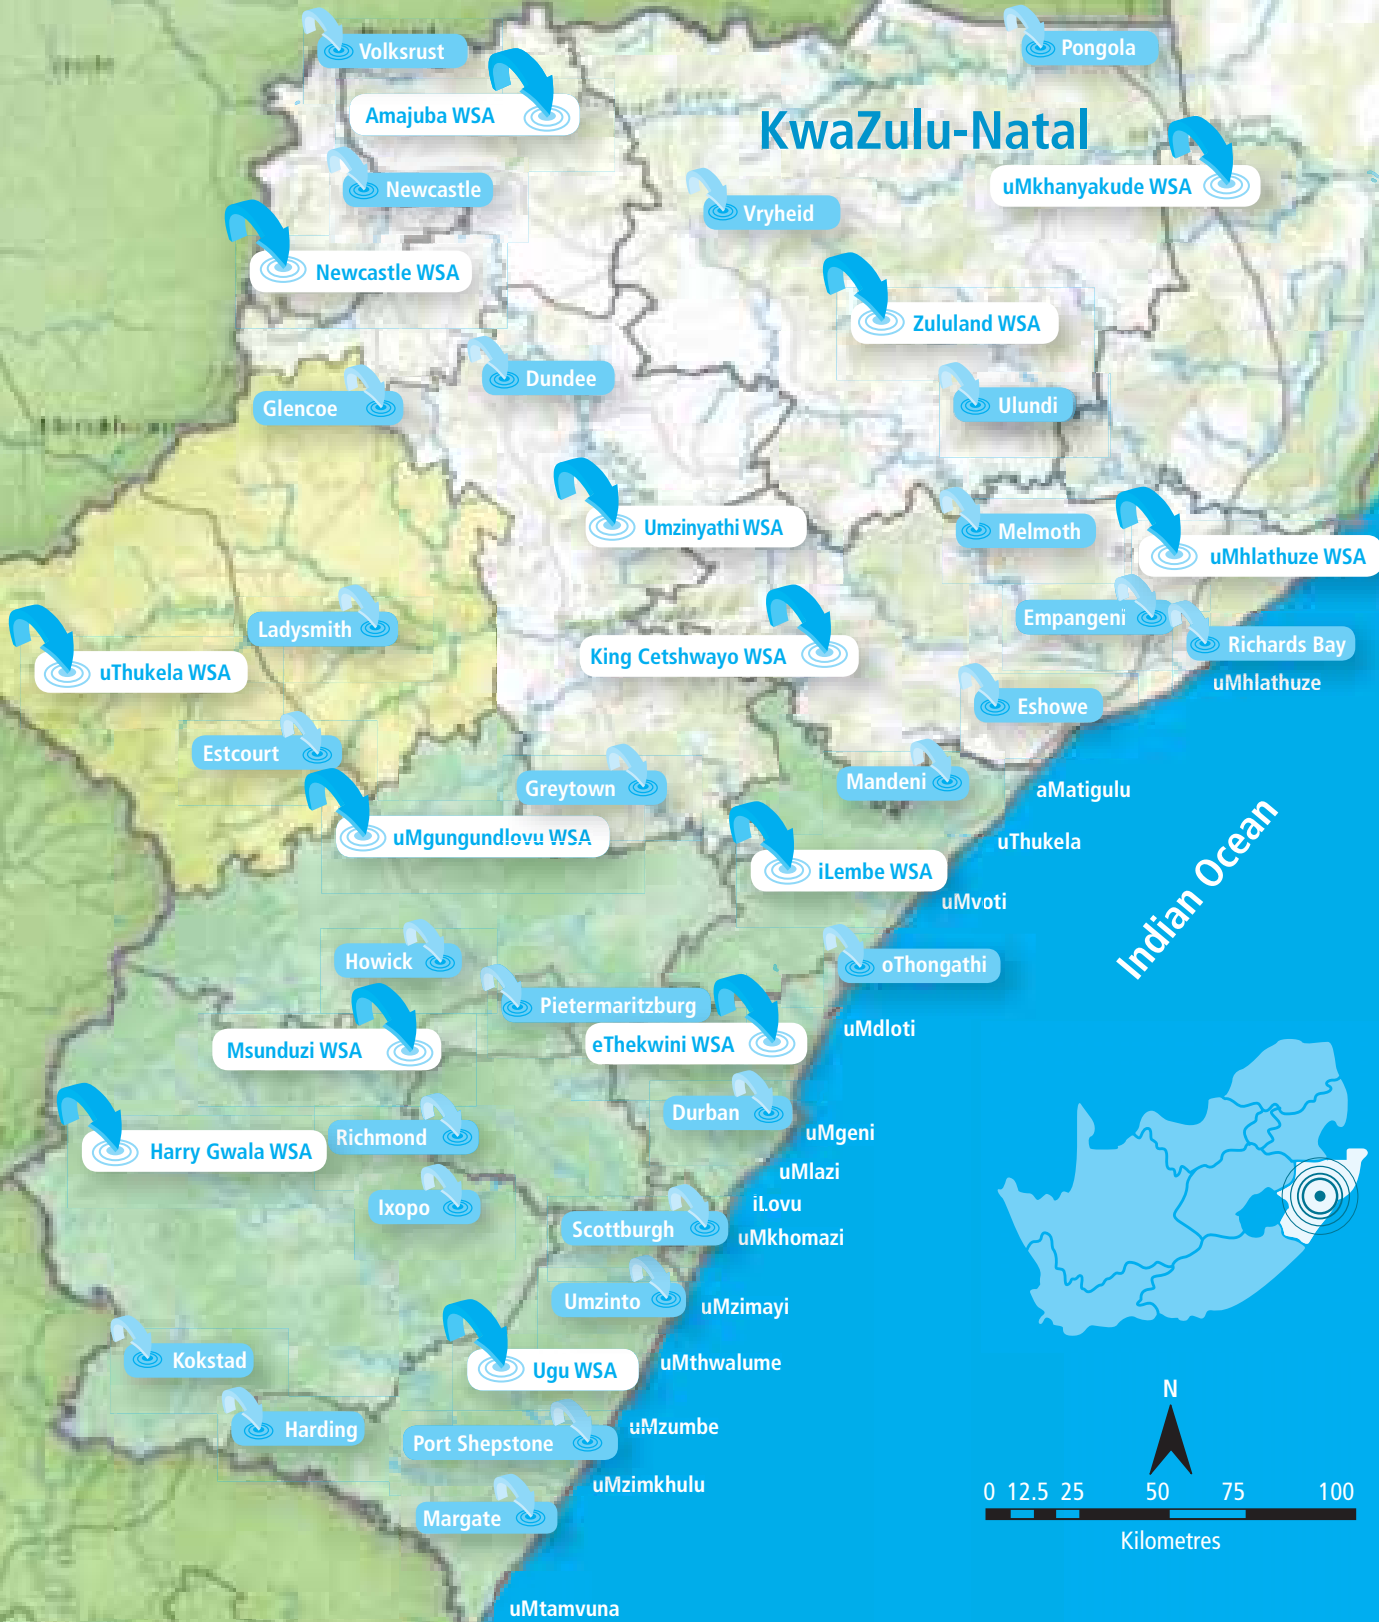 Volksrust
Pongola
Amajuba WSA
KwaZulu-Natal
uMkhanyakude WSA
Newcastle
Vryheid
Newcastle WSA
Zululand WSA
Dundee
Glencoe
Ulundi
Umzinyathi WSA
Melmoth
uMhlathuze WSA
Empangeni
Ladysmith
Richards Bay
King Cetshwayo WSA
uThukela WSA
uMhlathuze
Eshowe
Estcourt
Mandeni
Greytown
aMatigulu
uMgungundlovu WSA
uThukela
Indian Ocean
iLembe WSA
uMvoti
Howick
oThongathi
Pietermaritzburg
uMdloti
eThekwini WSA
Msunduzi WSA
Durban
uMgeni
Richmond
Harry Gwala WSA
uMlazi
iLovu
Ixopo
Scottburgh
uMkhomazi
Umzinto
uMzimayi
Kokstad
uMthwalume
Ugu WSA
N
uMzumbe
Harding
Port Shepstone
uMzimkhulu
0 12.5 25 50 75 100
Margate
Kilometres
uMtamvuna